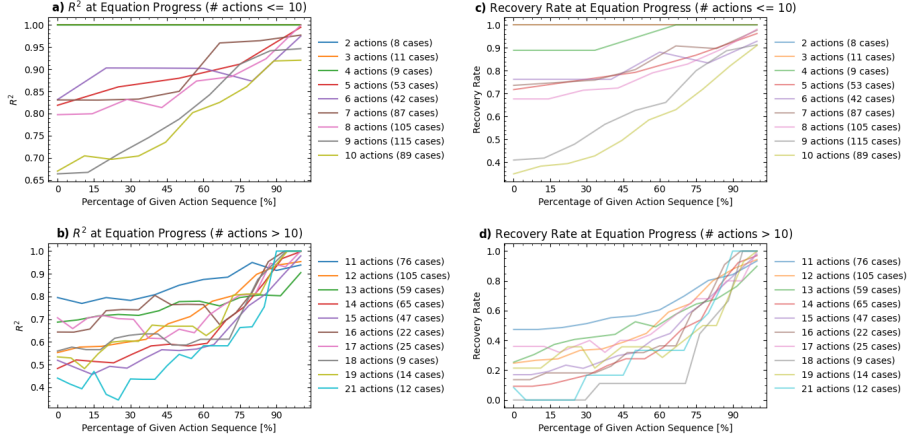 a) R² at Equation Progress (# actions <= 10)
1.00
0.95
0.90
0.85
0.80
0.75
0.70
0.65
R²
0 15 30 45 60 75 90
Percentage of Given Action Sequence [%]
2 actions (8 cases)
3 actions (11 cases)
4 actions (9 cases)
5 actions (53 cases)
6 actions (42 cases)
7 actions (87 cases)
8 actions (105 cases)
9 actions (115 cases)
10 actions (89 cases)
c) Recovery Rate at Equation Progress (# actions <= 10)
1.0
0.9
0.8
0.7
0.6
0.5
0.4
Recovery Rate
0 15 30 45 60 75 90
Percentage of Given Action Sequence [%]
2 actions (8 cases)
3 actions (11 cases)
4 actions (9 cases)
5 actions (53 cases)
6 actions (42 cases)
7 actions (87 cases)
8 actions (105 cases)
9 actions (115 cases)
10 actions (89 cases)
b) R² at Equation Progress (# actions > 10)
1.0
0.9
0.8
0.7
0.6
0.5
0.4
R²
0 15 30 45 60 75 90
Percentage of Given Action Sequence [%]
11 actions (76 cases)
12 actions (105 cases)
13 actions (59 cases)
14 actions (65 cases)
15 actions (47 cases)
16 actions (22 cases)
17 actions (25 cases)
18 actions (9 cases)
19 actions (14 cases)
21 actions (12 cases)
d) Recovery Rate at Equation Progress (# actions > 10)
1.0
0.8
0.6
0.4
0.2
0.0
Recovery Rate
0 15 30 45 60 75 90
Percentage of Given Action Sequence [%]
11 actions (76 cases)
12 actions (105 cases)
13 actions (59 cases)
14 actions (65 cases)
15 actions (47 cases)
16 actions (22 cases)
17 actions (25 cases)
18 actions (9 cases)
19 actions (14 cases)
21 actions (12 cases)